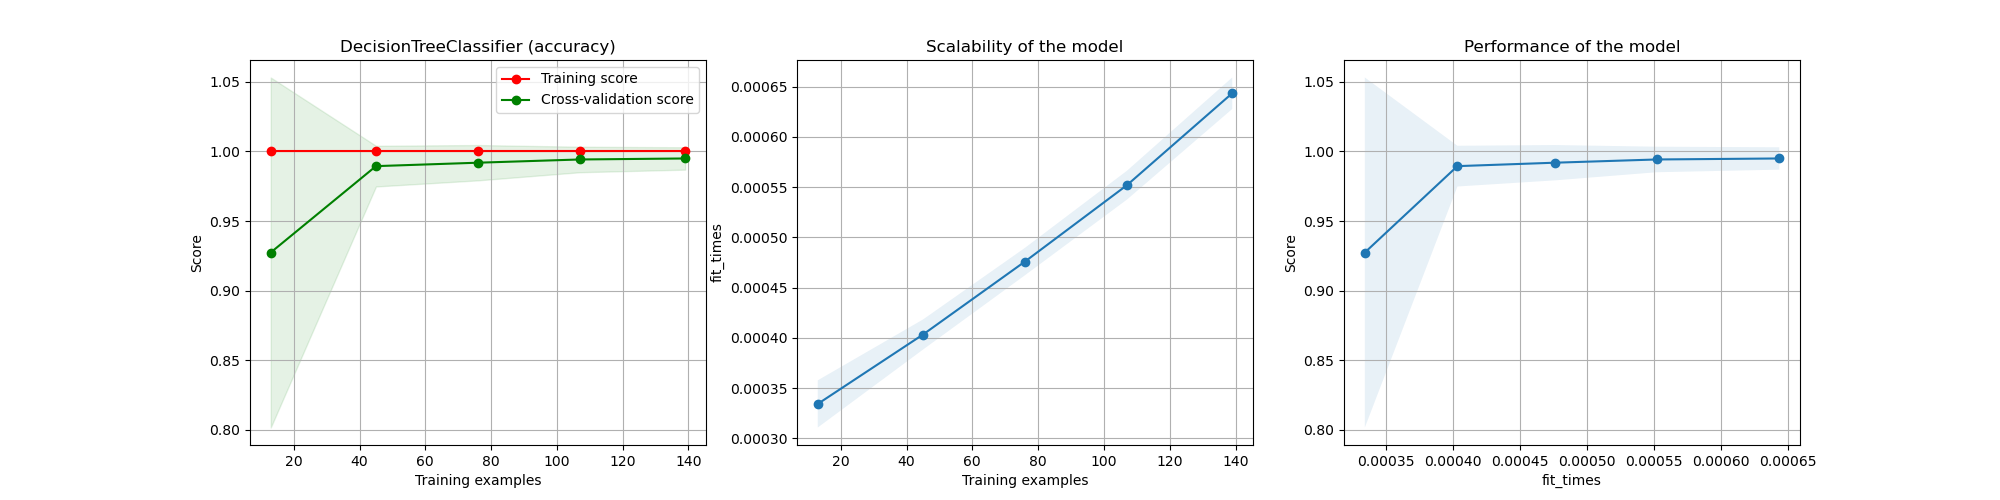 DecisionTreeClassifier (accuracy)
Training score
Cross-validation score
1.05
1.00
0.95
0.90
0.85
0.80
Score
20 40 60 80 100 120 140
Training examples
Scalability of the model
0.00065
0.00060
0.00055
0.00050
0.00045
0.00040
0.00035
0.00030
fit_times
20 40 60 80 100 120 140
Training examples
Performance of the model
1.05
1.00
0.95
0.90
0.85
0.80
Score
0.00035 0.00040 0.00045 0.00050 0.00055 0.00060 0.00065
fit_times